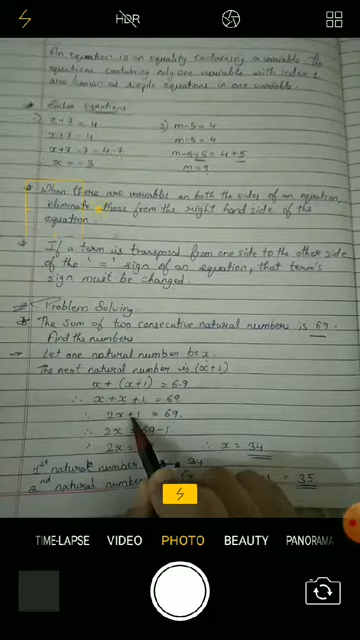 HDR
An equation is an equality containing a variable. The
equations containing only one variable with index 1
are known as simple equations in one variable.
Equations
1) x+7=4
x+7=4
x+7-7=4-7
∴ x=-3
2) m-5=4
m-5=4
m-5+5=4+5
m=9
When there are variables on both the sides of an equation,
eliminate those from the right hand side of the
equation.
If a term is transposed from one side to the other side
of the '=' sign of an equation, that term's
sign must be changed.
Problem Solving:
The sum of two consecutive natural numbers is 69.
Find the numbers
→ Let one natural number be x.
The next natural number is (x+1)
x+(x+1)=69
∴ x+x+1=69
∴ 2x+1=69.
∴ 2x=69-1
∴ 2x= ∴ x=34
1st natural number 34
2nd natural number =35
TIME-LAPSE VIDEO PHOTO BEAUTY PANORAMA